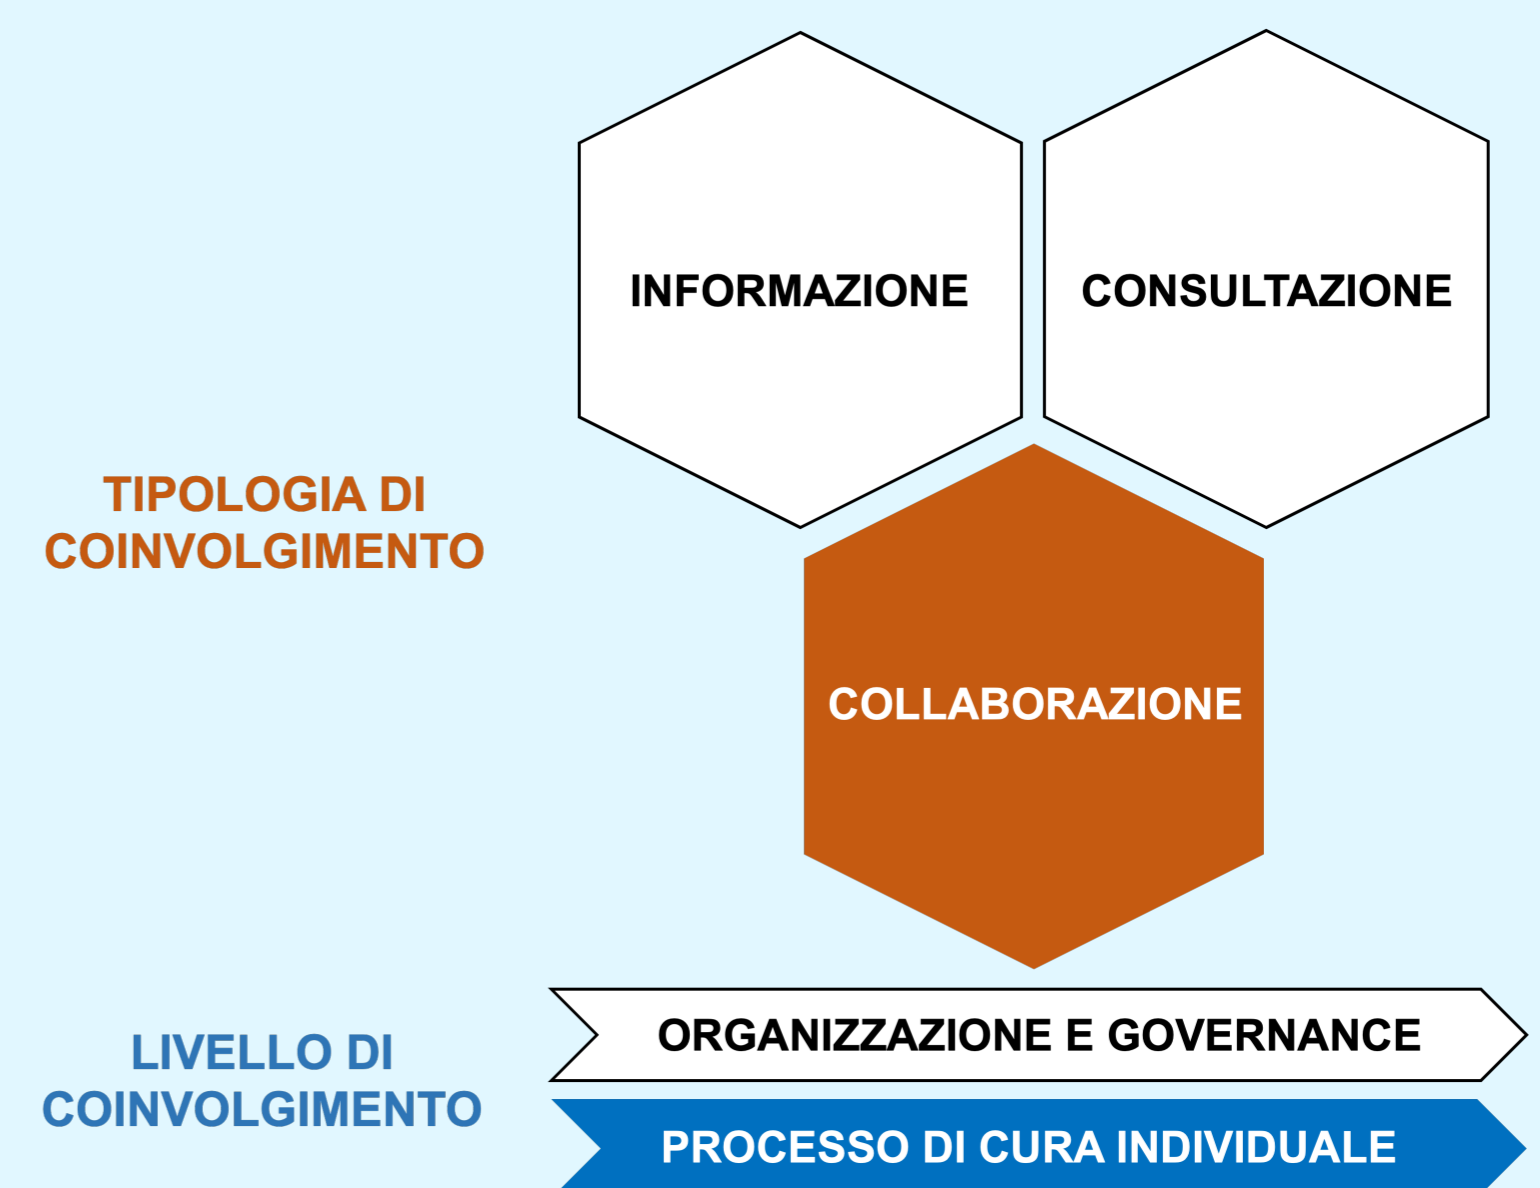 INFORMAZIONE
CONSULTAZIONE
TIPOLOGIA DI
COINVOLGIMENTO
COLLABORAZIONE
LIVELLO DI
COINVOLGIMENTO
ORGANIZZAZIONE E GOVERNANCE
PROCESSO DI CURA INDIVIDUALE